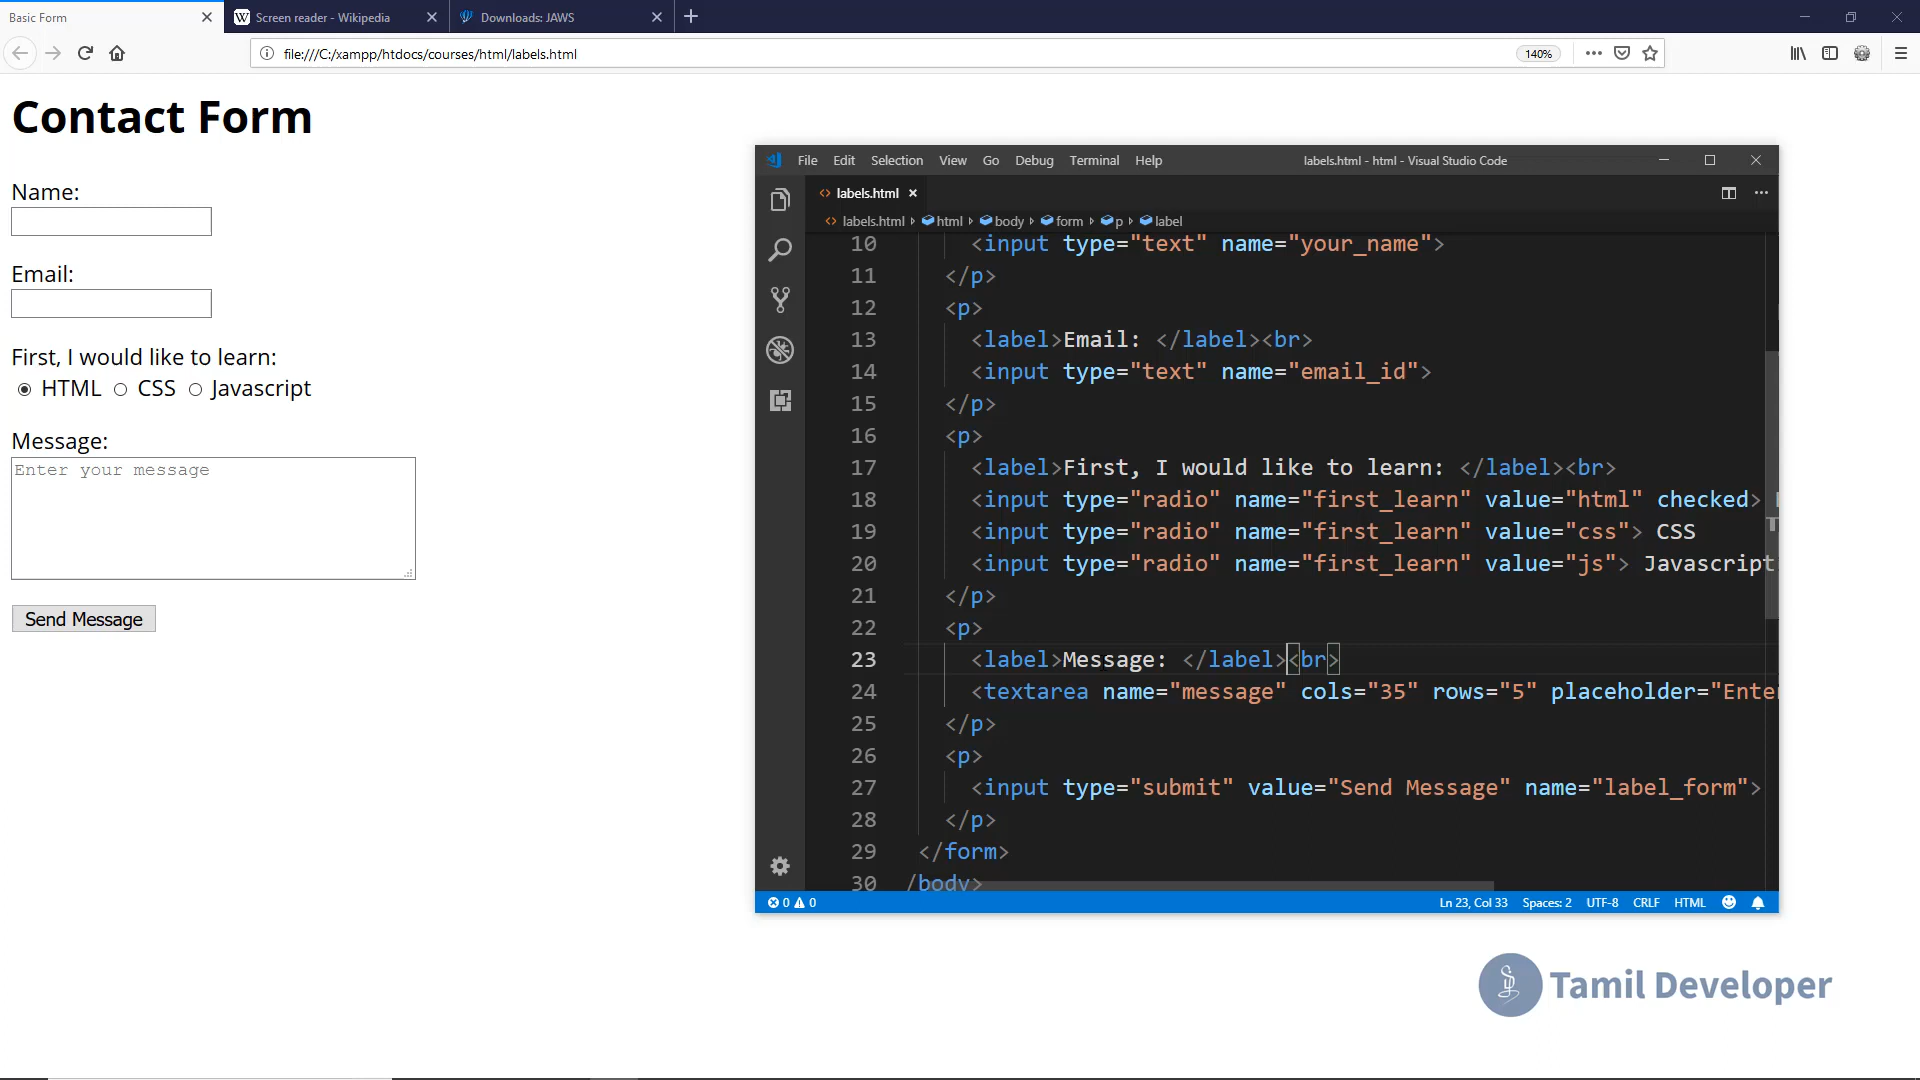 Basic Form
Screen reader - Wikipedia
Downloads: JAWS
file:///C:/xampp/htdocs/courses/html/labels.html
140%
Contact Form
Name:
Email:
First, I would like to learn:
HTML CSS Javascript
Message:
Enter your message
Send Message
File Edit Selection View Go Debug Terminal Help
labels.html - html - Visual Studio Code
labels.html
labels.html html body form p label
10 <input type="text" name="your_name">
11 </p>
12 <p>
13 <label>Email: </label><br>
14 <input type="text" name="email_id">
15 </p>
16 <p>
17 <label>First, I would like to learn: </label><br>
18 <input type="radio" name="first_learn" value="html" checked>
19 <input type="radio" name="first_learn" value="css"> CSS
20 <input type="radio" name="first_learn" value="js"> Javascript
21 </p>
22 <p>
23 <label>Message: </label><br>
24 <textarea name="message" cols="35" rows="5" placeholder="Enter
25 </p>
26 <p>
27 <input type="submit" value="Send Message" name="label_form">
28 </p>
29 </form>
30 /body>
0 0
Ln 23, Col 33 Spaces: 2 UTF-8 CRLF HTML
Tamil Developer